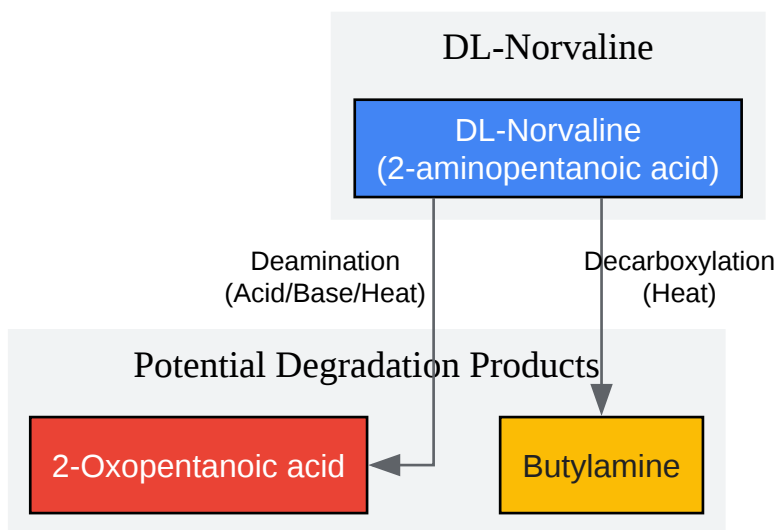 DL-Norvaline
DL-Norvaline
(2-aminopentanoic acid)
Deamination
(Acid/Base/Heat)
Decarboxylation
(Heat)
Potential Degradation Products
2-Oxopentanoic acid
Butylamine